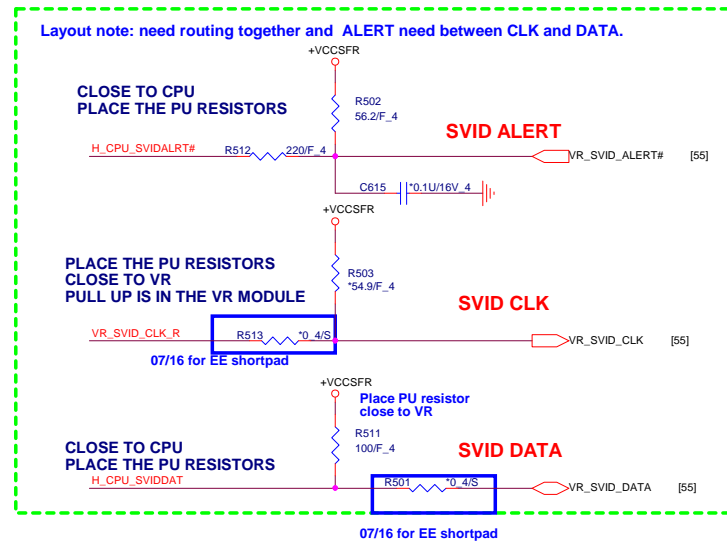 Layout note: need routing together and ALERT need between CLK and DATA.
+VCCSFR
CLOSE TO CPU
PLACE THE PU RESISTORS
R502
56.2/F_4
SVID ALERT
H_CPU_SVIDALRT#
R512
220/F_4
VR_SVID_ALERT#
[55]
C615
*0.1U/16V_4
+VCCSFR
PLACE THE PU RESISTORS
CLOSE TO VR
PULL UP IS IN THE VR MODULE
R503
*54.9/F_4
SVID CLK
VR_SVID_CLK_R
R513
*0_4/S
VR_SVID_CLK
[55]
07/16 for EE shortpad
+VCCSFR
Place PU resistor
close to VR
R511
100/F_4
CLOSE TO CPU
PLACE THE PU RESISTORS
SVID DATA
H_CPU_SVIDDAT
R501
*0_4/S
VR_SVID_DATA
[55]
07/16 for EE shortpad